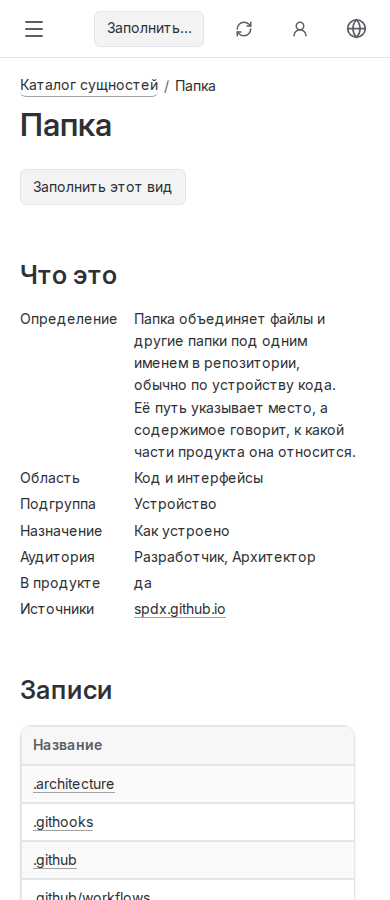 Заполнить...
Каталог сущностей / Папка
Папка
Заполнить этот вид
Что это
Определение Папка объединяет файлы и
другие папки под одним
именем в репозитории,
обычно по устройству кода.
Её путь указывает место, а
содержимое говорит, к какой
части продукта она относится.
Область Код и интерфейсы
Подгруппа Устройство
Назначение Как устроено
Аудитория Разработчик, Архитектор
В продукте да
Источники spdx.github.io
Записи
Название
.architecture
.githooks
.github
.github/workflows